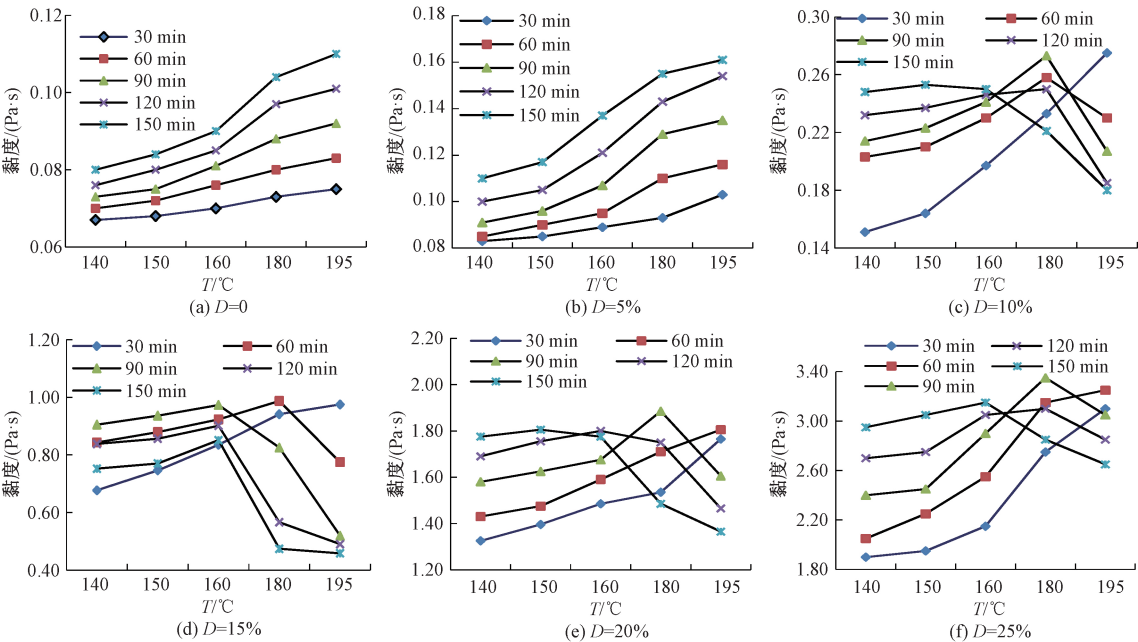 0.12
0.10
0.08
0.06
黏度/(Pa·s)
30 min
60 min
90 min
120 min
150 min
140 150 160 180 195
T/℃
(a) D=0
0.18
0.16
0.14
0.12
0.10
0.08
黏度/(Pa·s)
30 min
60 min
90 min
120 min
150 min
140 150 160 180 195
T/℃
(b) D=5%
0.30
0.26
0.22
0.18
0.14
黏度/(Pa·s)
30 min 60 min
90 min 120 min
150 min
140 150 160 180 195
T/℃
(c) D=10%
1.20
1.00
0.80
0.60
0.40
黏度/(Pa·s)
30 min 60 min
90 min 120 min
150 min
140 150 160 180 195
T/℃
(d) D=15%
2.20
2.00
1.80
1.60
1.40
1.20
黏度/(Pa·s)
30 min 60 min
90 min 120 min
150 min
140 150 160 180 195
T/℃
(e) D=20%
3.40
3.00
2.60
2.20
1.80
黏度/(Pa·s)
30 min 120 min
60 min 150 min
90 min
140 150 160 180 195
T/℃
(f) D=25%